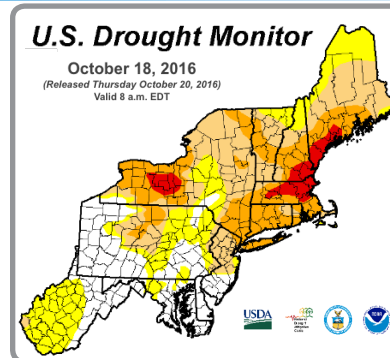 U.S. Drought Monitor
October 18, 2016
(Released Thursday October 20, 2016)
Valid 8 a.m. EDT
USDA